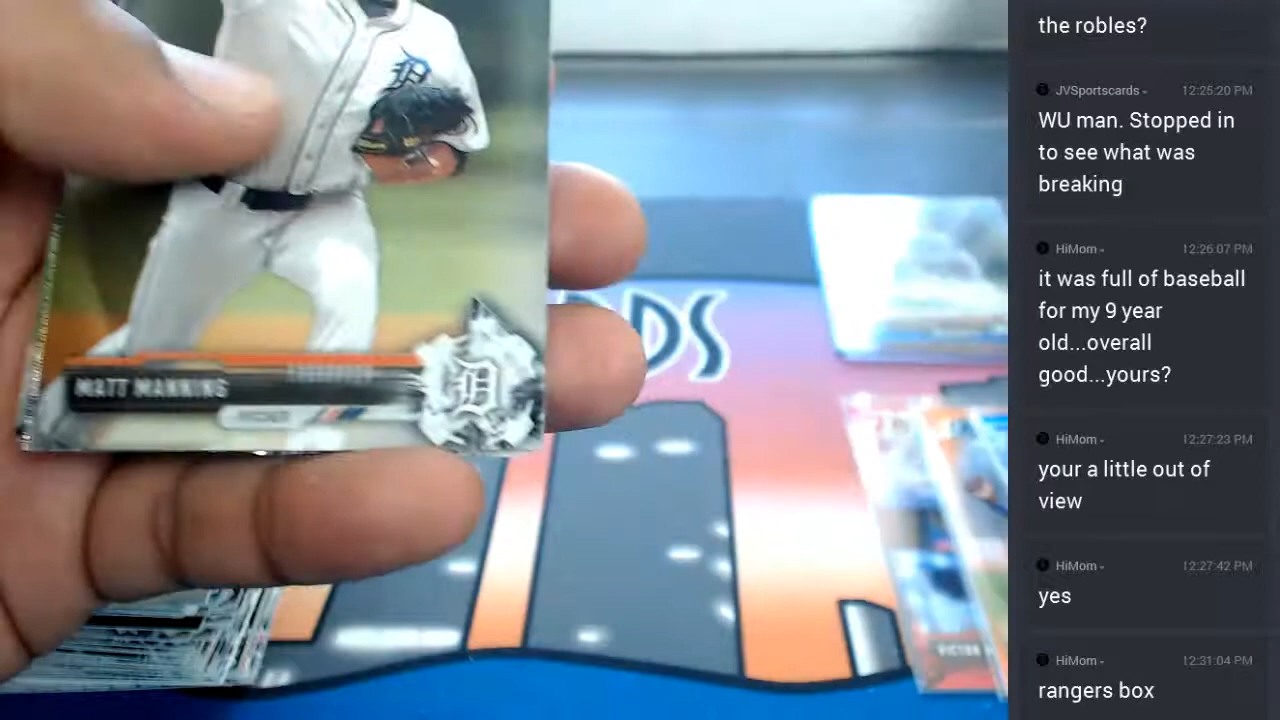 the robles?
JVSportscards
12:25:20 PM
WU man. Stopped in
to see what was
breaking
HiMom
12:26:07 PM
it was full of baseball
for my 9 year
old...overall
good...yours?
HiMom
12:27:23 PM
your a little out of
view
HiMom
12:27:42 PM
yes
HiMom
12:31:04 PM
rangers box
D
DS
MATT MANNING
D
VICTOR